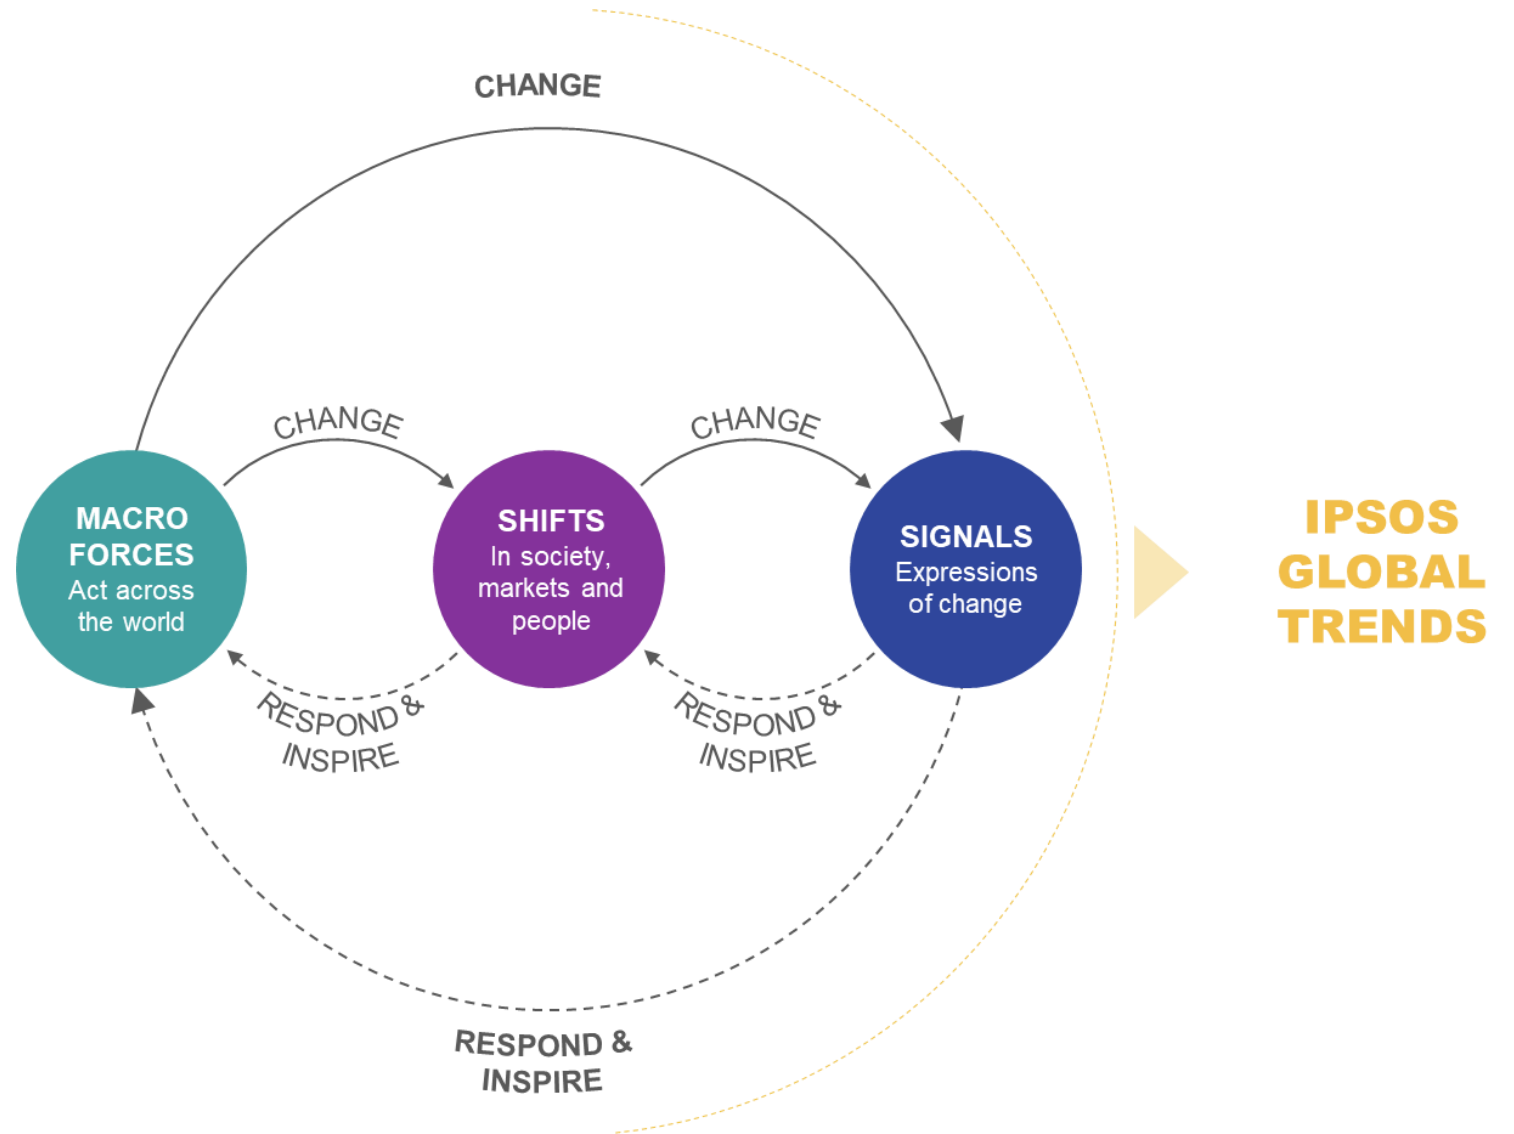 CHANGE
CHANGE
CHANGE
MACRO
FORCES
Act across
the world
SHIFTS
In society,
markets and
people
SIGNALS
Expressions
of change
IPSOS
GLOBAL
TRENDS
RESPOND &
INSPIRE
RESPOND &
INSPIRE
RESPOND &
INSPIRE